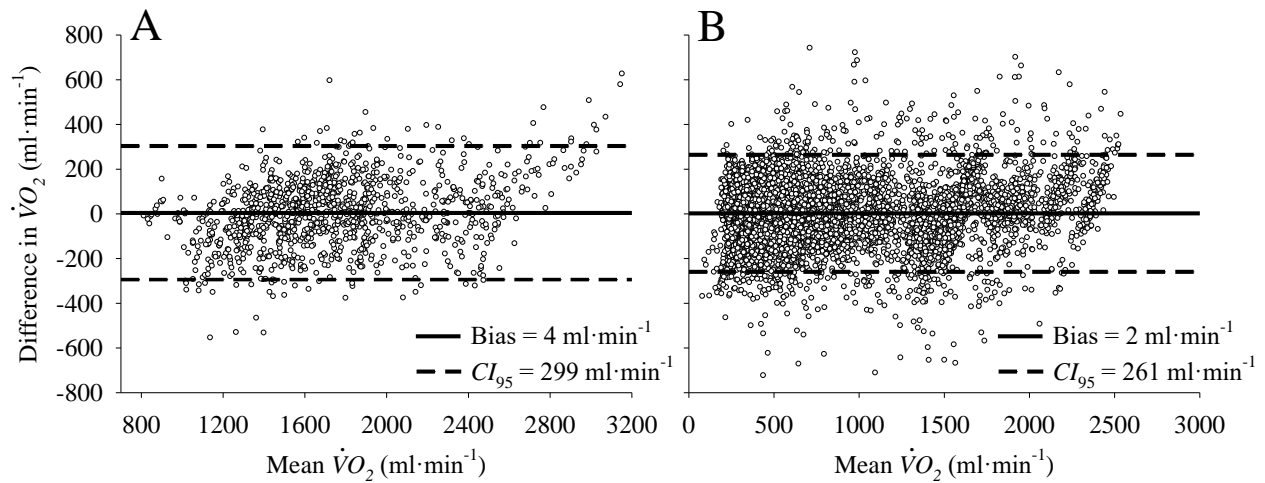 A
B
Difference in V̇O₂ (ml·min⁻¹)
800
600
400
200
0
-200
-400
-600
-800
Bias = 4 ml·min⁻¹
CI₉₅ = 299 ml·min⁻¹
Bias = 2 ml·min⁻¹
CI₉₅ = 261 ml·min⁻¹
800 1200 1600 2000 2400 2800 3200
0 500 1000 1500 2000 2500 3000
Mean V̇O₂ (ml·min⁻¹)
Mean V̇O₂ (ml·min⁻¹)